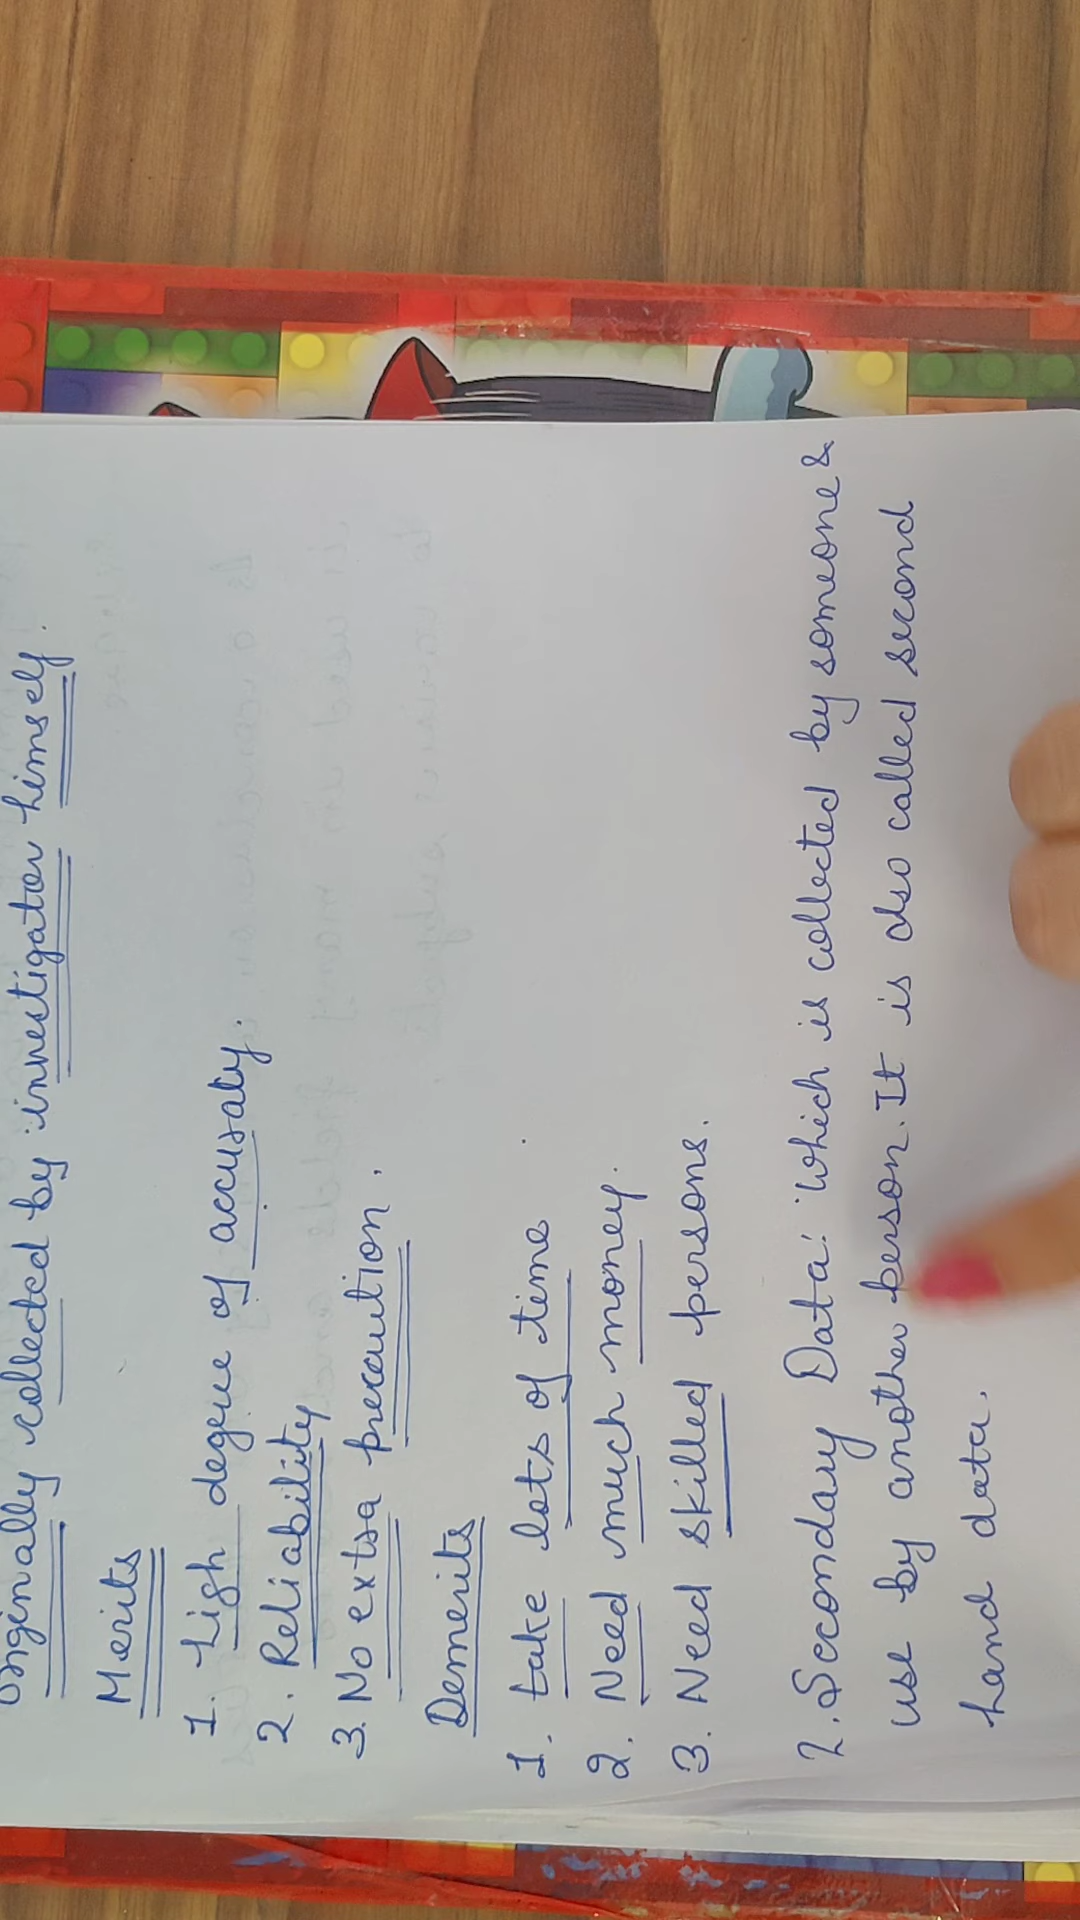 originally collected by investigator himself.
Merits
1. high degree of accuraty.
2. Reliability
3. No extra precaution.
Demerits
1. take lots of time
2. Need much money.
3. Need skilled persons.
2. Secondary Data: Which is collected by someone &
use by another person. It is also called second
hand data.